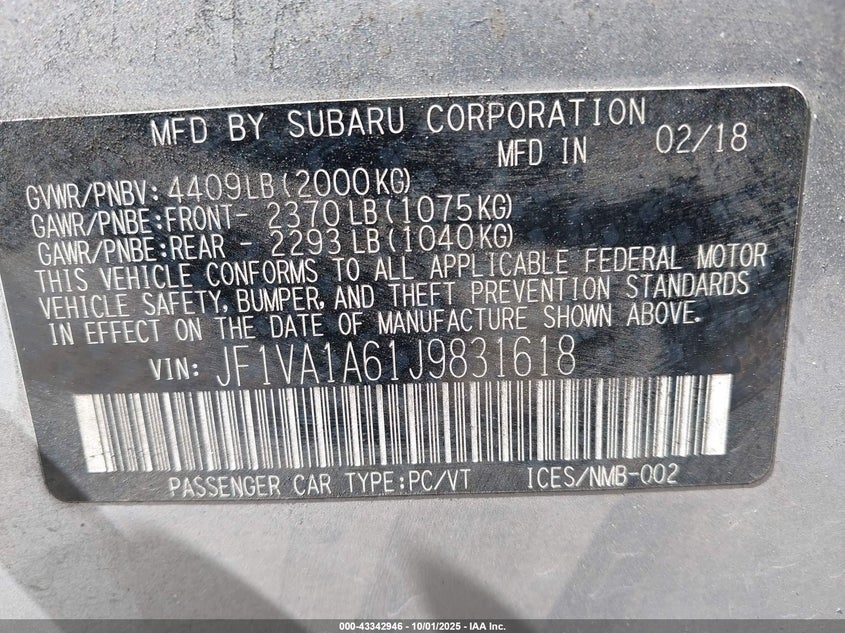 MFD BY SUBARU CORPORATION
MFD IN 02/18
GVWR/PNBV: 4409LB(2000KG)
GAWR/PNBE:FRONT- 2370LB(1075KG)
GAWR/PNBE:REAR - 2293LB(1040KG)
THIS VEHICLE CONFORMS TO ALL APPLICABLE FEDERAL MOTOR
VEHICLE SAFETY, BUMPER, AND THEFT PREVENTION STANDARDS
IN EFFECT ON THE DATE OF MANUFACTURE SHOWN ABOVE.
VIN: JF1VA1A61J9831618
PASSENGER CAR TYPE:PC/VT ICES/NMB-002
000-43342946 - 10/01/2025 - IAA Inc.